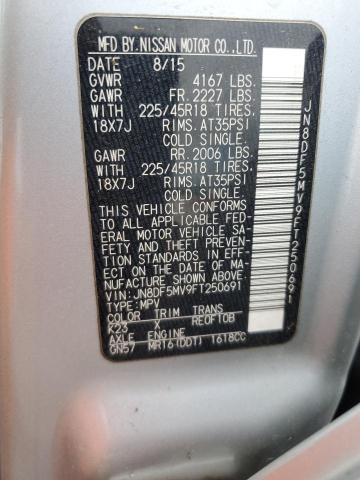 MFD.BY.NISSAN MOTOR CO.,LTD.
DATE 8/15
GVWR 4167 LBS.
GAWR FR. 2227 LBS.
WITH 225/45R18 TIRES.
18X7J RIMS. AT35PSI
COLD SINGLE.
GAWR RR. 2006 LBS.
WITH 225/45R18 TIRES.
18X7J RIMS. AT35PSI
COLD SINGLE.
THIS VEHICLE CONFORMS
TO ALL APPLICABLE FED-
ERAL MOTOR VEHICLE SA-
FETY AND THEFT PREVEN-
TION STANDARDS IN EFFECT
ON THE DATE OF MA-
NUFACTURE SHOWN ABOVE.
VIN:JN8DF5MV9FT250691
TYPE:MPV
COLOR TRIM TRANS
K23 X RE0F10B
AXLE ENGINE
GN57 MR16(DDT) 1618CC
JN8DF5MV9FT250691